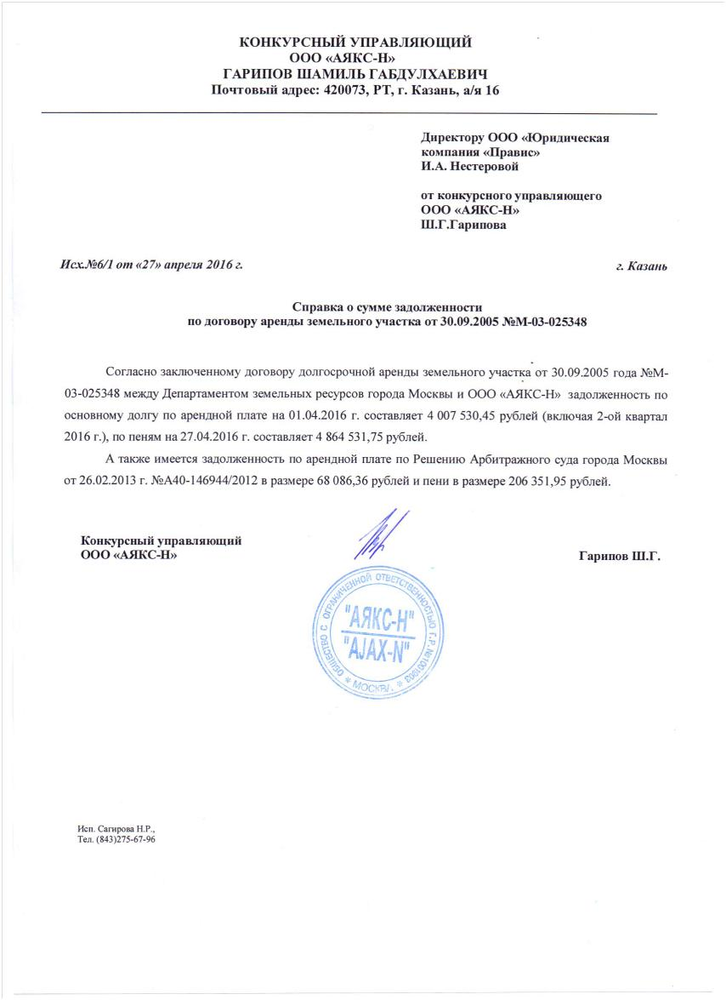 КОНКУРСНЫЙ УПРАВЛЯЮЩИЙ
ООО «АЯКС-Н»
ГАРИПОВ ШАМИЛЬ ГАБДУЛХАЕВИЧ
Почтовый адрес: 420073, РТ, г. Казань, а/я 16
Директору ООО «Юридическая
компания «Правис»
И.А. Нестеровой
от конкурсного управляющего
ООО «АЯКС-Н»
Ш.Г.Гарипова
Исх.№6/1 от «27» апреля 2016 г.
г. Казань
Справка о сумме задолженности
по договору аренды земельного участка от 30.09.2005 №М-03-025348
Согласно заключенному договору долгосрочной аренды земельного участка от 30.09.2005 года №М-
03-025348 между Департаментом земельных ресурсов города Москвы и ООО «АЯКС-Н» задолженность по
основному долгу по арендной плате на 01.04.2016 г. составляет 4 007 530,45 рублей (включая 2-ой квартал
2016 г.), по пеням на 27.04.2016 г. составляет 4 864 531,75 рублей.
А также имеется задолженность по арендной плате по Решению Арбитражного суда города Москвы
от 26.02.2013 г. №А40-146944/2012 в размере 68 086,36 рублей и пени в размере 206 351,95 рублей.
Конкурсный управляющий
ООО «АЯКС-Н»
Гарипов Ш.Г.
ОБЩЕСТВО С ОГРАНИЧЕННОЙ ОТВЕТСТВЕННОСТЬЮ Г.Р.№1001003
"АЯКС-Н"
"AJAX-N"
* МОСКВА *
Исп. Сагирова Н.Р.,
Тел. (843)275-67-96